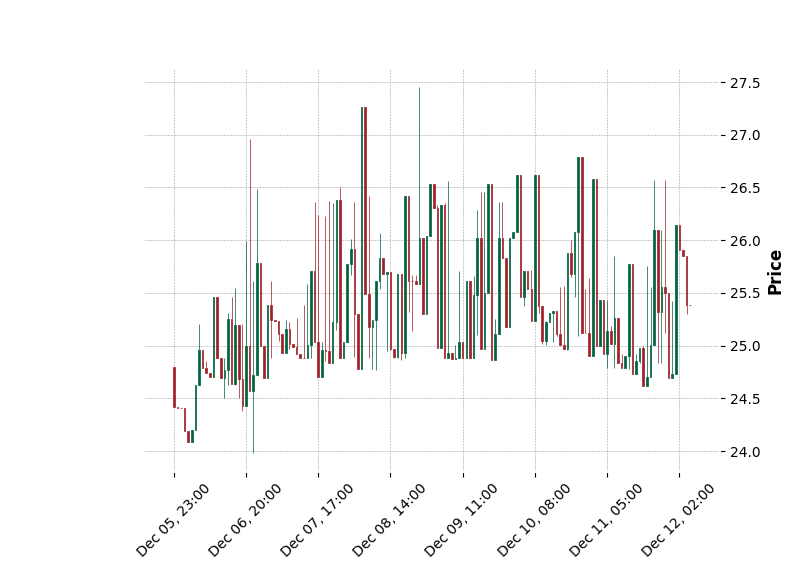 27.5
27.0
26.5
26.0
25.5
25.0
24.5
24.0
Price
Dec 05, 23:00
Dec 06, 20:00
Dec 07, 17:00
Dec 08, 14:00
Dec 09, 11:00
Dec 10, 08:00
Dec 11, 05:00
Dec 12, 02:00